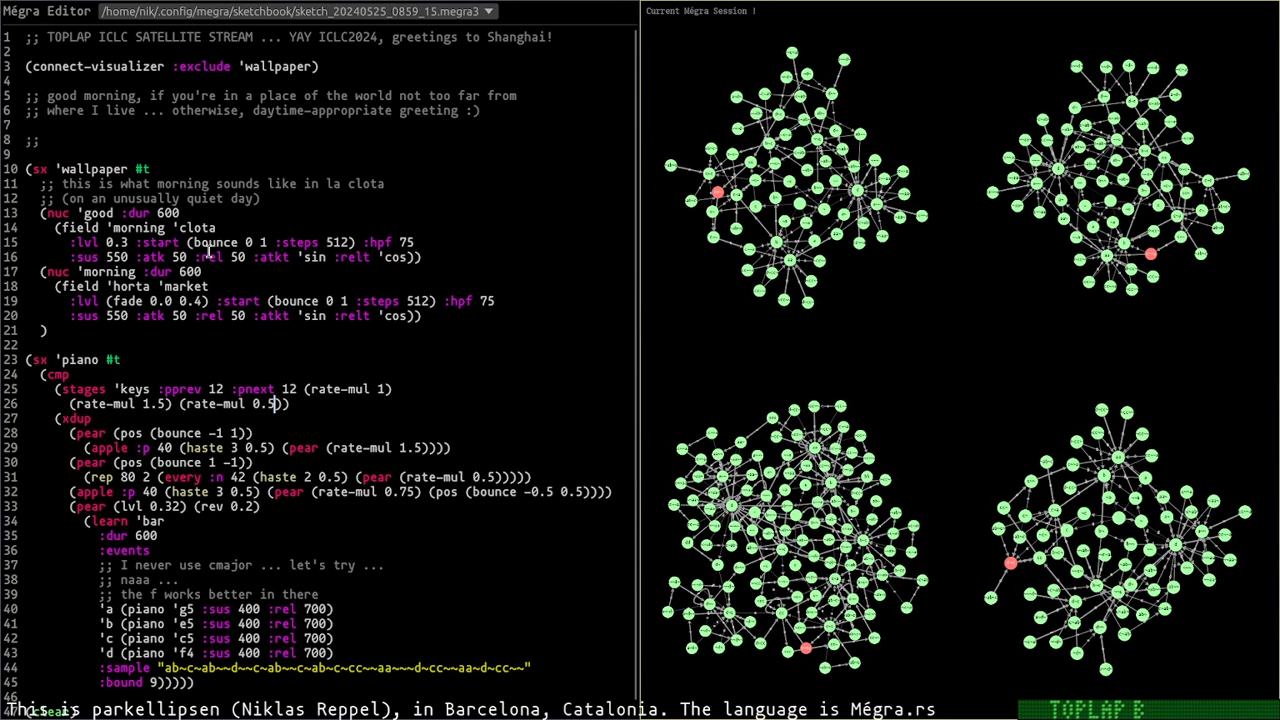 Mégra Editor /home/nik/.config/megra/sketchbook/sketch_20240525_0859_15.megra3
Current Mégra Session !
1 ;; TOPLAP ICLC SATELLITE STREAM ... YAY ICLC2024, greetings to Shanghai!
2
3 (connect-visualizer :exclude 'wallpaper)
4
5 ;; good morning, if you're in a place of the world not too far from
6 ;; where I live ... otherwise, daytime-appropriate greeting :)
7
8 ;;
9
10 (sx 'wallpaper #t
11 ;; this is what morning sounds like in la clota
12 ;; (on an unusually quiet day)
13 (nuc 'good :dur 600
14 (field 'morning 'clota
15 :lvl 0.3 :start (bounce 0 1 :steps 512) :hpf 75
16 :sus 550 :atk 50 :rel 50 :atkt 'sin :relt 'cos))
17 (nuc 'morning :dur 600
18 (field 'horta 'market
19 :lvl (fade 0.0 0.4) :start (bounce 0 1 :steps 512) :hpf 75
20 :sus 550 :atk 50 :rel 50 :atkt 'sin :relt 'cos))
21 )
22
23 (sx 'piano #t
24 (cmp
25 (stages 'keys :pprev 12 :pnext 12 (rate-mul 1)
26 (rate-mul 1.5) (rate-mul 0.5))
27 (xdup
28 (pear (pos (bounce -1 1))
29 (apple :p 40 (haste 3 0.5) (pear (rate-mul 1.5))))
30 (pear (pos (bounce 1 -1))
31 (rep 80 2 (every :n 42 (haste 2 0.5) (pear (rate-mul 0.5)))))
32 (apple :p 40 (haste 3 0.5) (pear (rate-mul 0.75) (pos (bounce -0.5 0.5))))
33 (pear (lvl 0.32) (rev 0.2)
34 (learn 'bar
35 :dur 600
36 :events
37 ;; I never use cmajor ... let's try ...
38 ;; naaa ...
39 ;; the f works better in there
40 'a (piano 'g5 :sus 400 :rel 700)
41 'b (piano 'e5 :sus 400 :rel 700)
42 'c (piano 'c5 :sus 400 :rel 700)
43 'd (piano 'f4 :sus 400 :rel 700)
44 :sample "ab~c~ab~~d~~c~ab~~c~ab~c~cc~~aa~~~d~cc~~aa~d~cc~~"
45 :bound 9)))))
46
47 (clear)
This is parkellipsen (Niklas Reppel), in Barcelona, Catalonia. The language is Mégra.rs
TOPLAP B